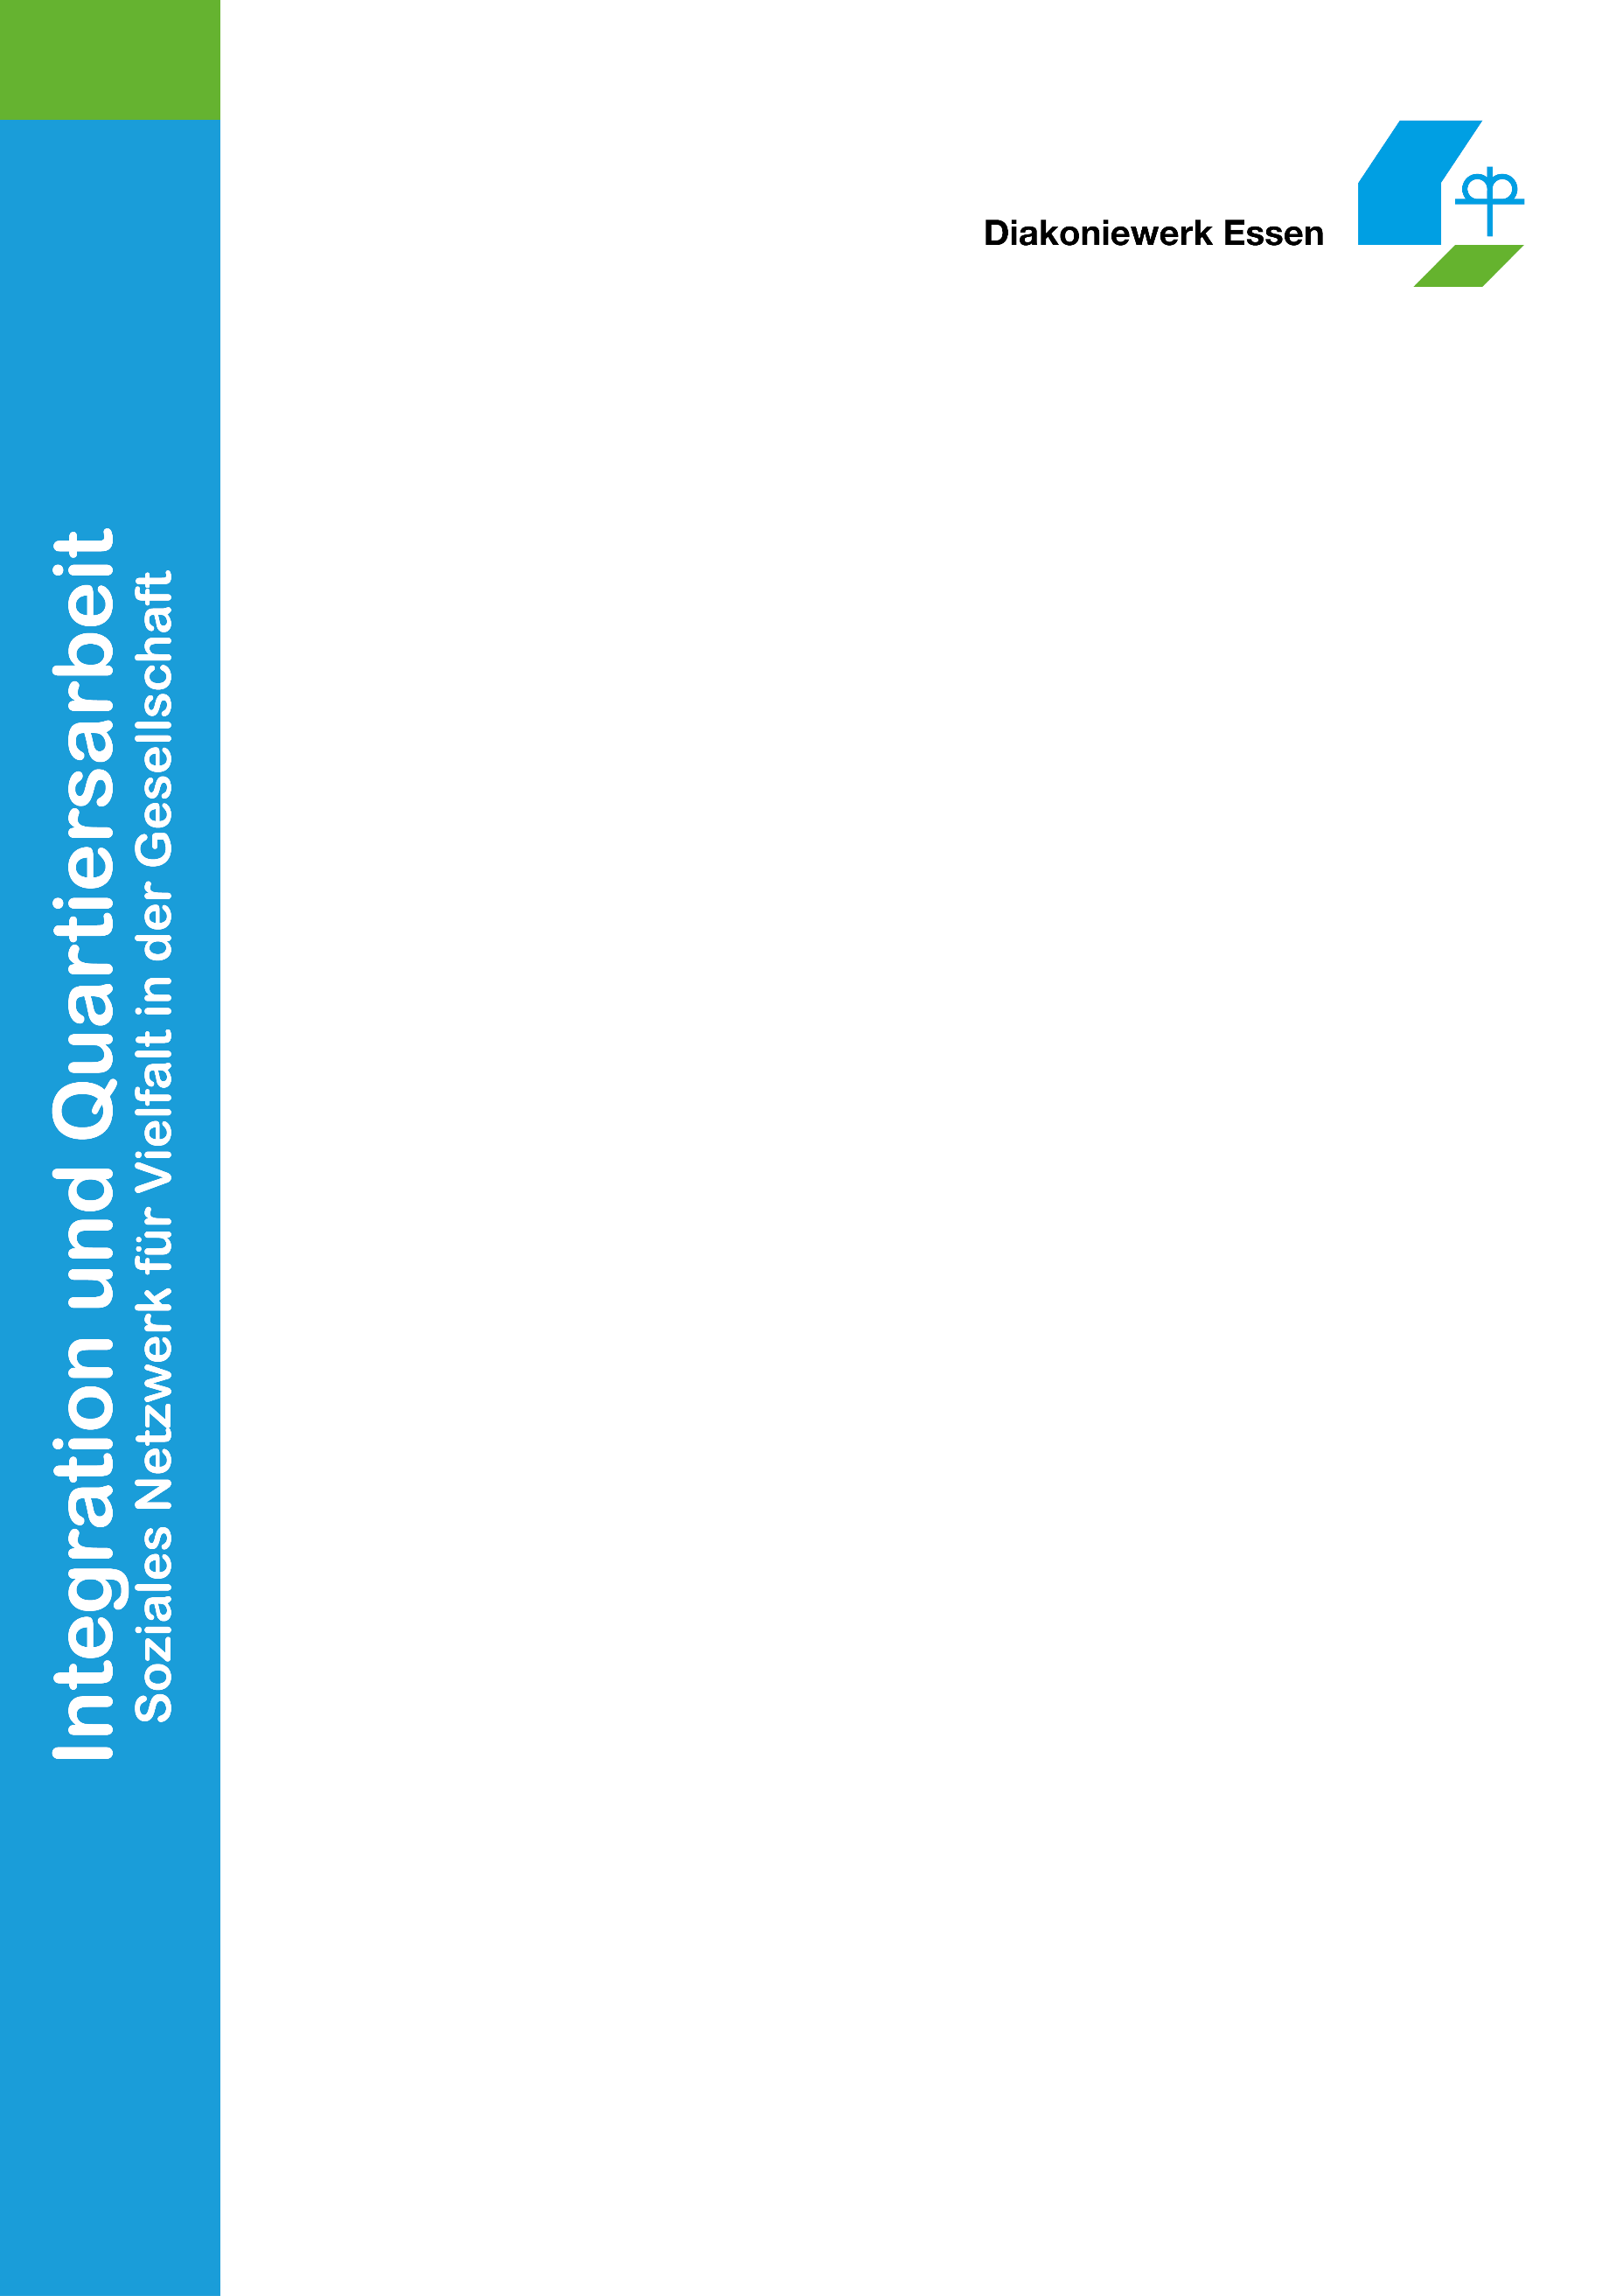 Diakoniewerk Essen
Integration und Quartiersarbeit
Soziales Netzwerk für Vielfalt in der Gesellschaft